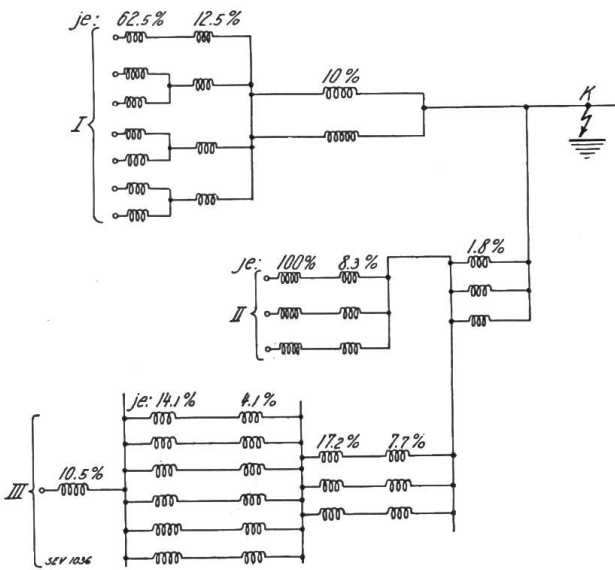 je: 62.5% 12.5%
10%
K
I
1.8%
je: 100% 8.3%
II
je: 14.1% 4.1%
17.2% 7.7%
10.5%
III
SEV 1036